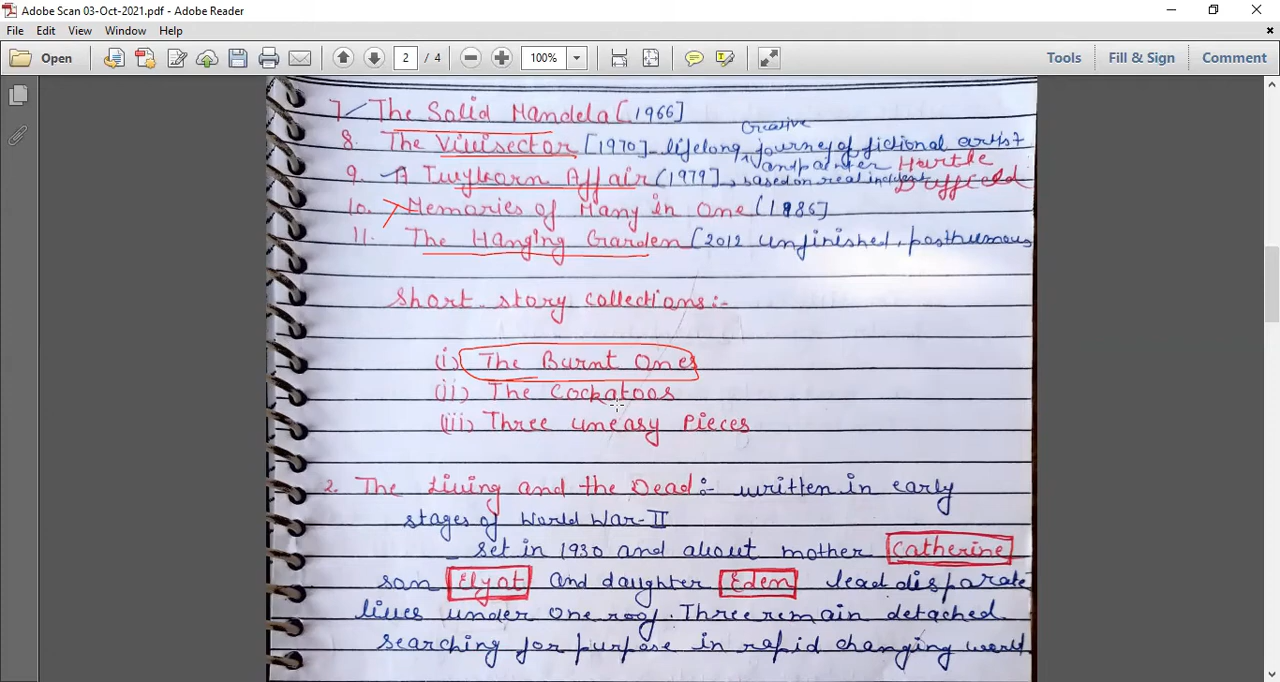 Adobe Scan 03-Oct-2021.pdf - Adobe Reader
File Edit View Window Help
Open 2 / 4 100% Tools Fill & Sign Comment
7. The Solid Mandela [1966]
8. The Vivisector [1970] lifelong creative journey of fictional artist and painter Hurtle Duffield
9. A Twyborn Affair (1979], based on real incident
10. Memories of Many in One [1986]
11. The Hanging Garden [2012 unfinished, posthumous
Short story collections:-
(i) The Burnt Ones
(ii) The Cockatoos
(iii) Three uneasy Pieces
2. The Living and the Dead:- written in early
stages of World War-II
- set in 1930 and about mother Catherine
son Elyot and daughter Eden lead disparate
lives under one roof. Three remain detached
searching for purpose in rapid changing world